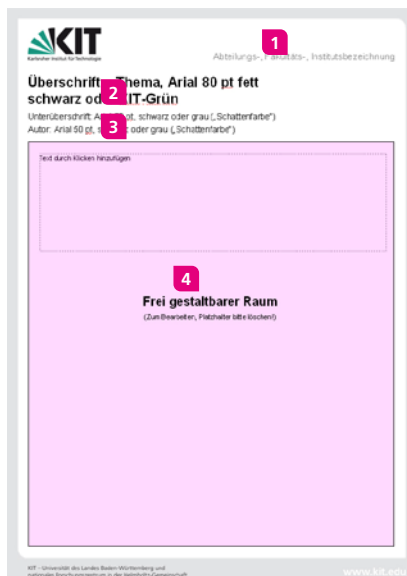 KIT
Karlsruher Institut für Technologie
1
Abteilungs-, Fakultäts-, Institutsbezeichnung
Überschrift Thema, Arial 80 pt fett
2
schwarz oder KIT-Grün
Unterüberschrift: pt, schwarz oder grau („Schattenfarbe“)
3
Autor: Arial 50 pt, oder grau („Schattenfarbe“)
Text durch Klicken hinzufügen
4
Frei gestaltbarer Raum
(Zum Bearbeiten, Platzhalter bitte löschen!)
KIT – Universität des Landes Baden-Württemberg und
nationales Forschungszentrum in der Helmholtz-Gemeinschaft
www.kit.edu